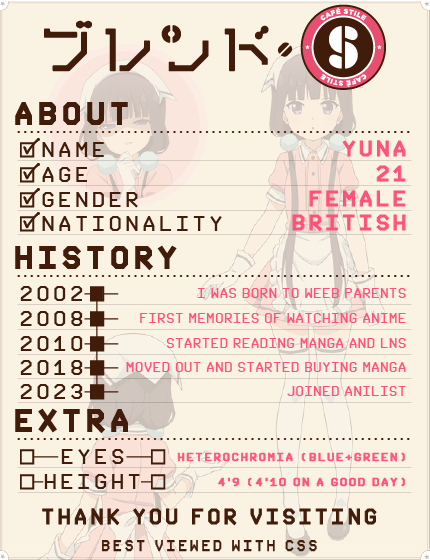 ブレンド・S
CAFÉ STILE
CAFÉ STILE
ABOUT
NAME YUNA
AGE 21
GENDER FEMALE
NATIONALITY BRITISH
HISTORY
2002 I WAS BORN TO WEEB PARENTS
2008 FIRST MEMORIES OF WATCHING ANIME
2010 STARTED READING MANGA AND LNS
2018 MOVED OUT AND STARTED BUYING MANGA
2023 JOINED ANILIST
EXTRA
EYES HETEROCHROMIA (BLUE+GREEN)
HEIGHT 4'9 (4'10 ON A GOOD DAY)
THANK YOU FOR VISITING
BEST VIEWED WITH CSS